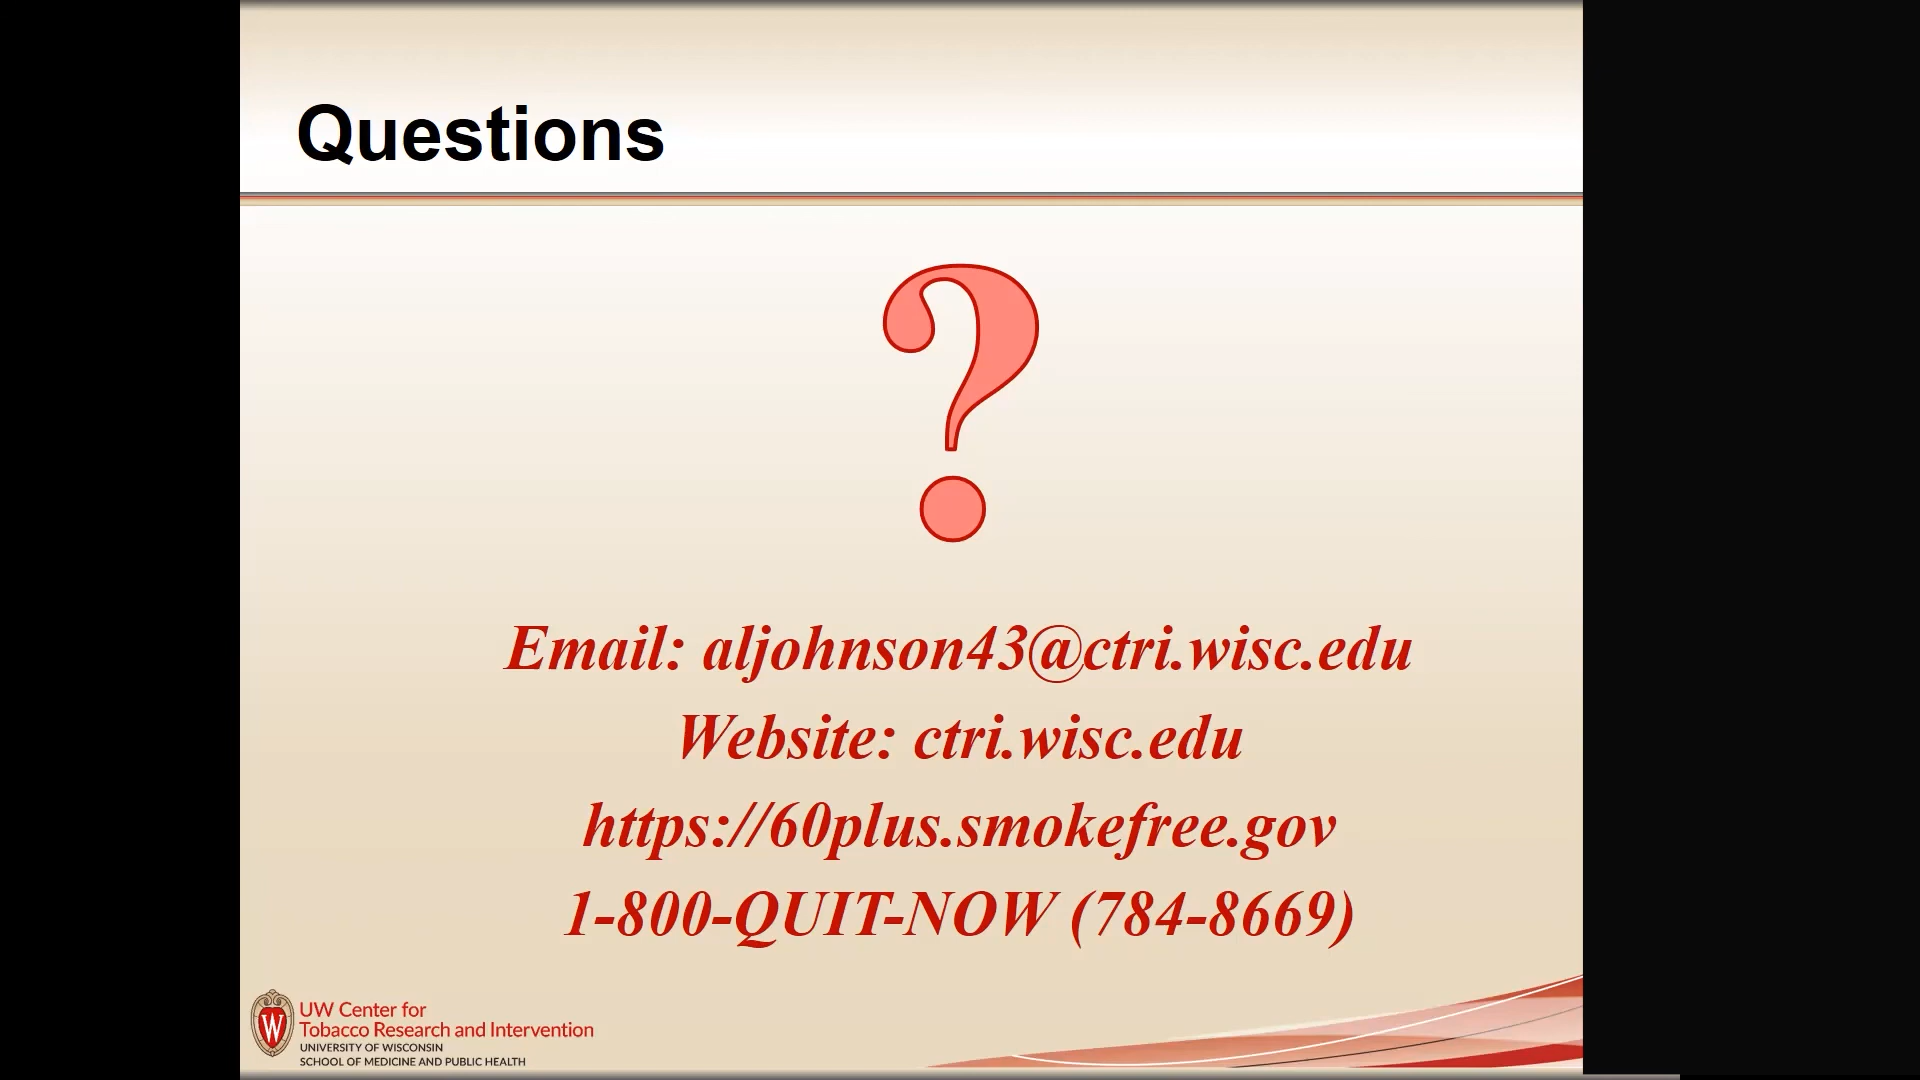 Questions
?
Email: aljohnson43@ctri.wisc.edu
Website: ctri.wisc.edu
https://60plus.smokefree.gov
1-800-QUIT-NOW (784-8669)
W
UW Center for
Tobacco Research and Intervention
UNIVERSITY OF WISCONSIN
SCHOOL OF MEDICINE AND PUBLIC HEALTH